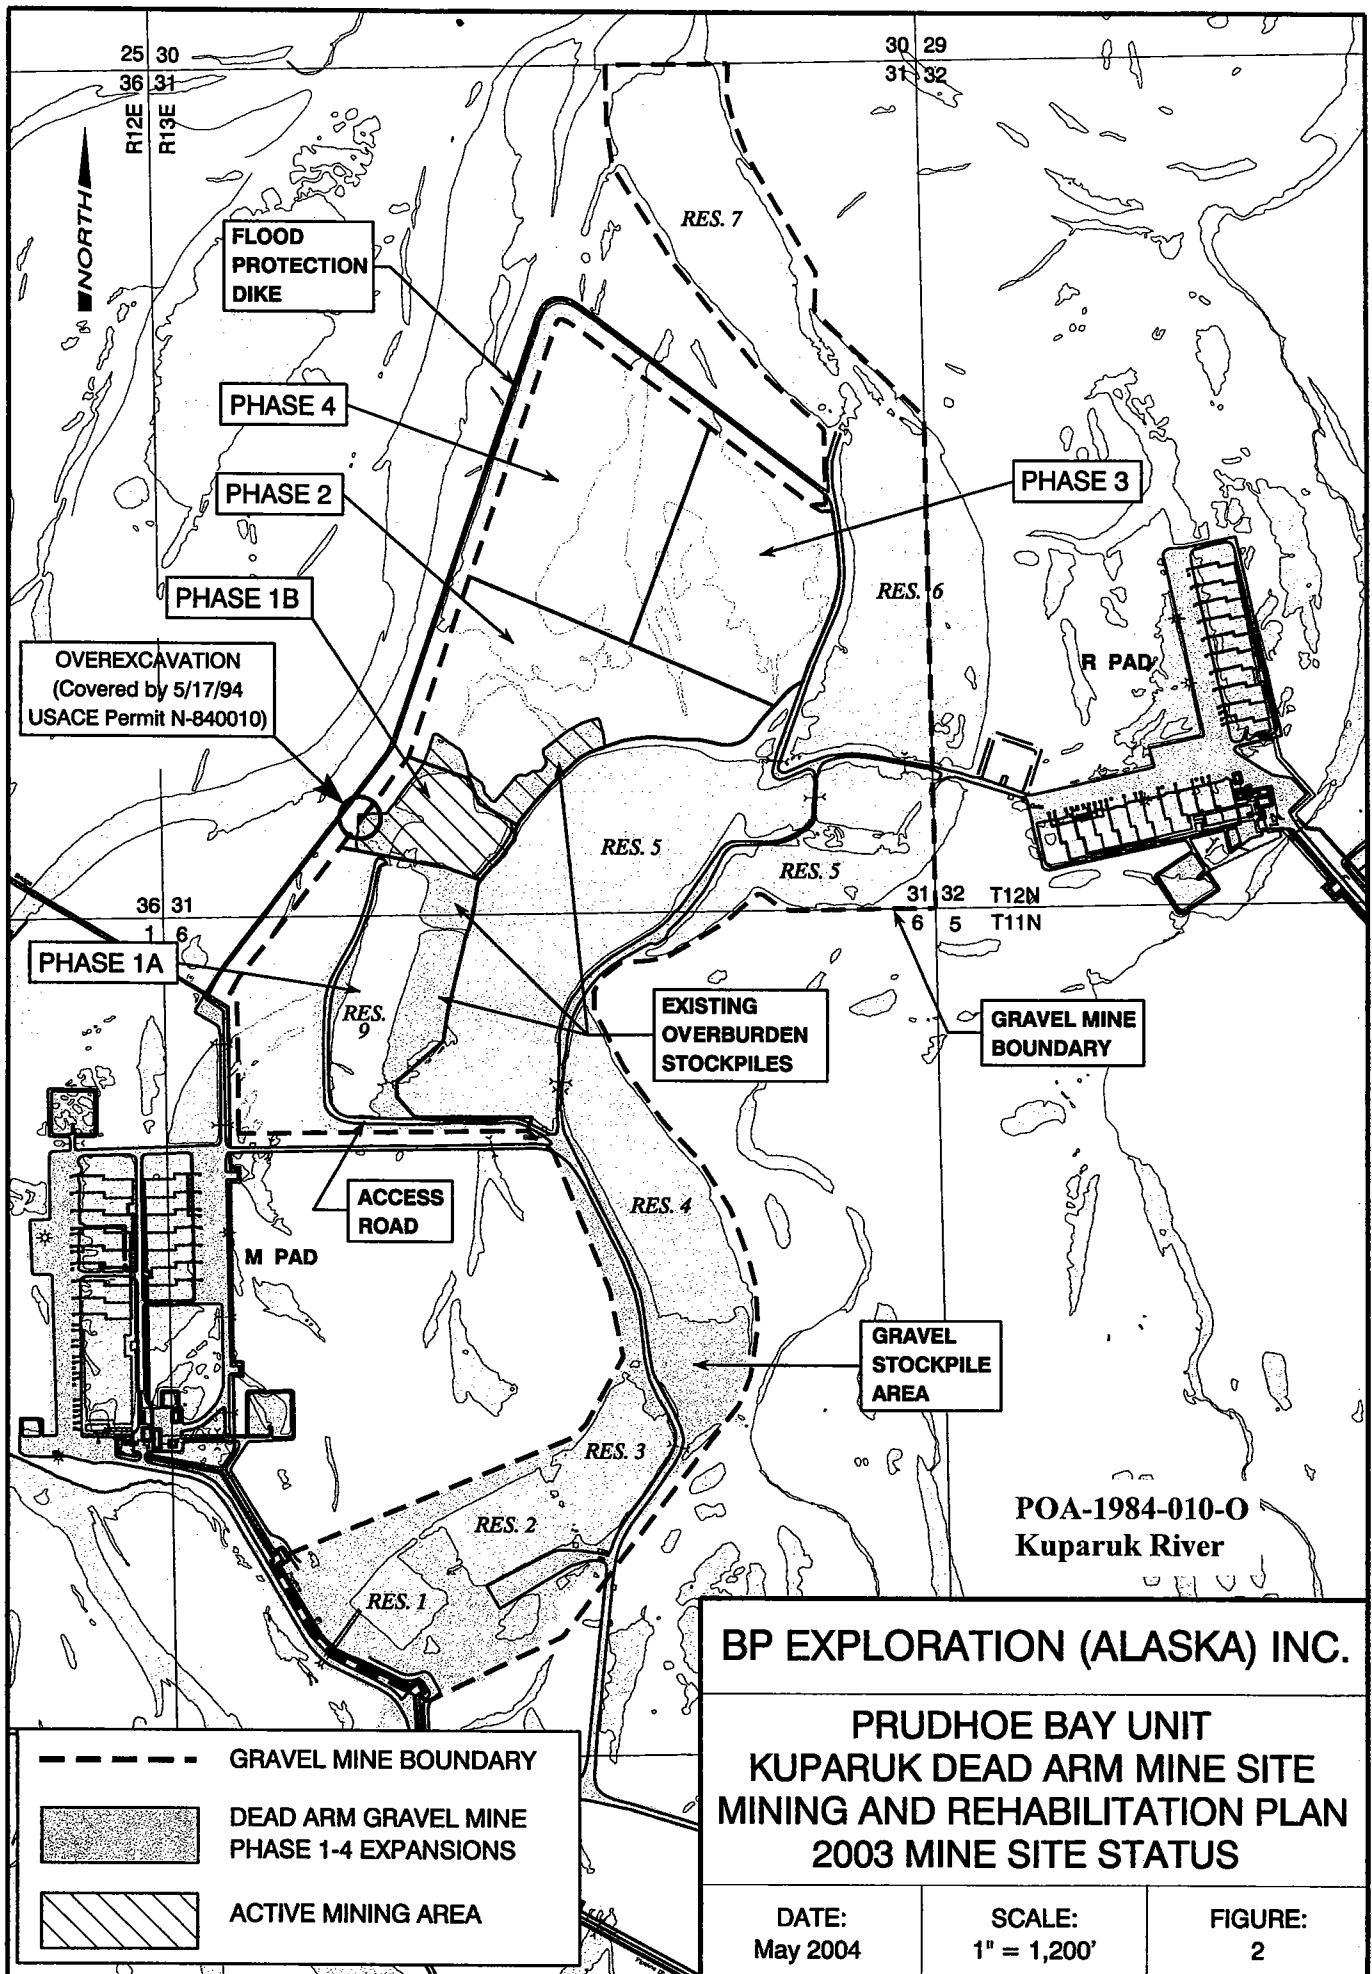 25 30
30 29
36 31
31 32
R12E
R13E
NORTH
RES. 7
FLOOD
PROTECTION
DIKE
PHASE 4
PHASE 2
PHASE 3
PHASE 1B
RES. 6
OVEREXCAVATION
(Covered by 5/17/94
USACE Permit N-840010)
R PAD
RES. 5
RES. 5
36 31
1 6
31 32 T12N
6 5 T11N
PHASE 1A
RES.
9
EXISTING
OVERBURDEN
STOCKPILES
GRAVEL MINE
BOUNDARY
ACCESS
ROAD
RES. 4
M PAD
GRAVEL
STOCKPILE
AREA
RES. 3
RES. 2
RES. 1
POA-1984-010-O
Kuparuk River
BP EXPLORATION (ALASKA) INC.
PRUDHOE BAY UNIT
KUPARUK DEAD ARM MINE SITE
MINING AND REHABILITATION PLAN
2003 MINE SITE STATUS
DATE:
May 2004
SCALE:
1" = 1,200'
FIGURE:
2
GRAVEL MINE BOUNDARY
DEAD ARM GRAVEL MINE
PHASE 1-4 EXPANSIONS
ACTIVE MINING AREA